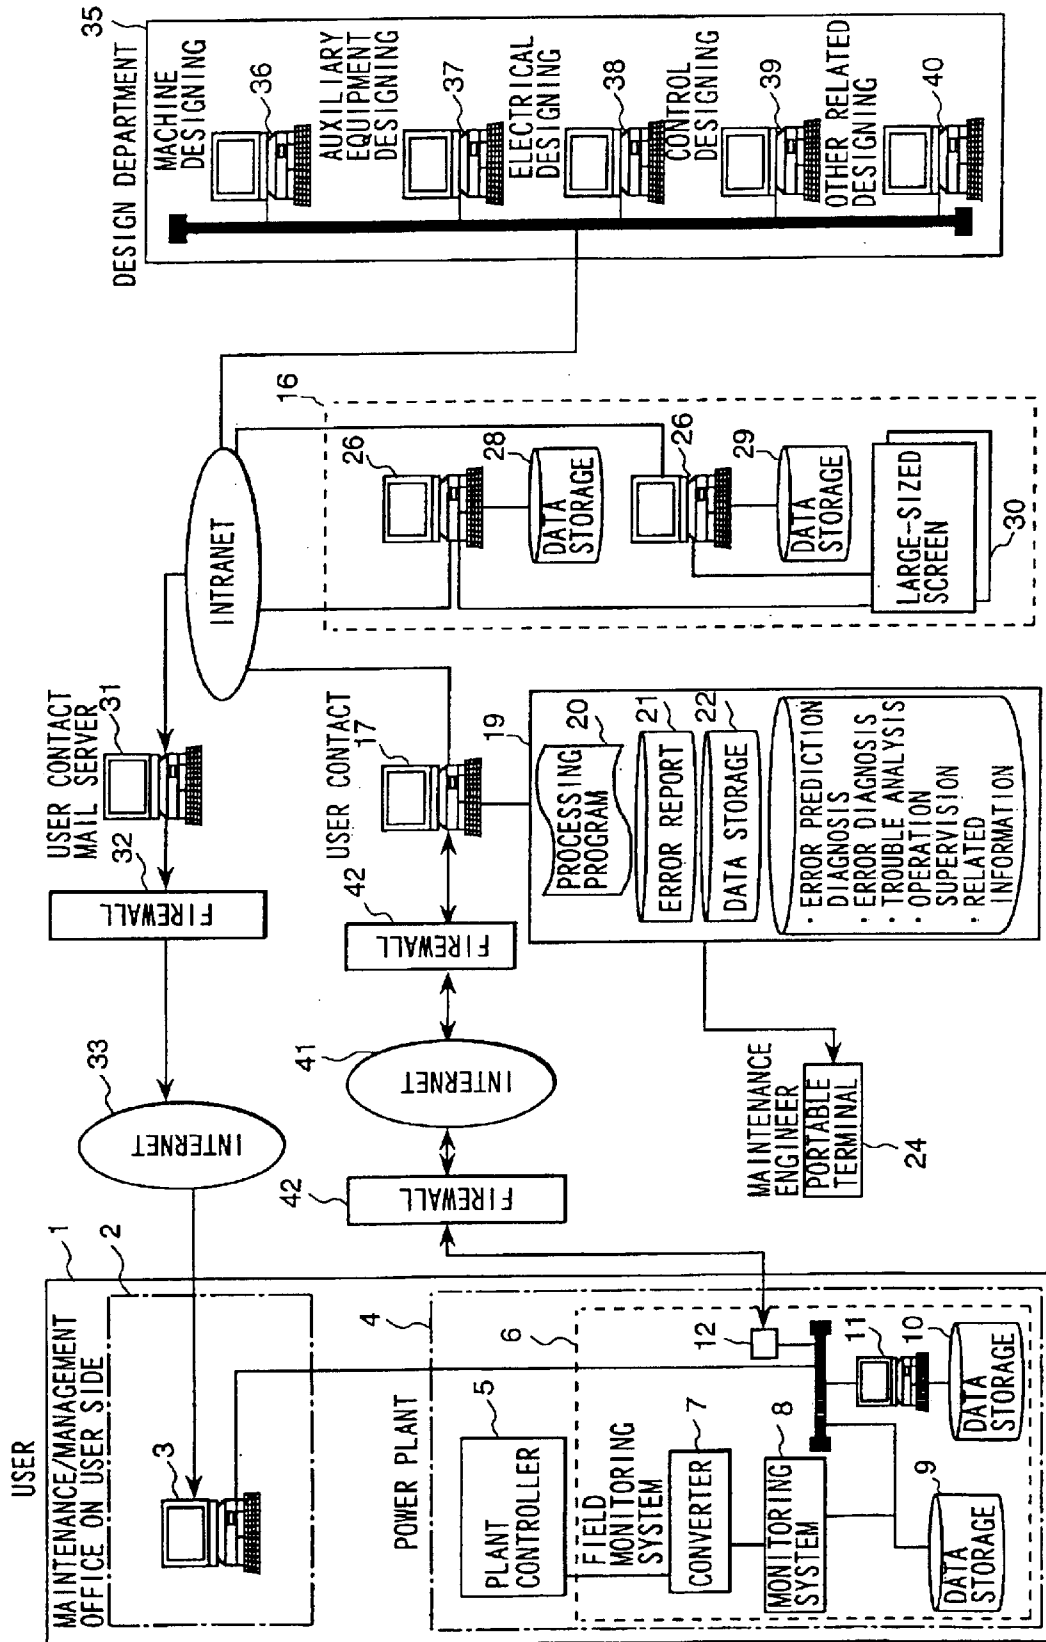 USER
1
MAINTENANCE/MANAGEMENT
OFFICE ON USER SIDE
2
3
POWER PLANT
4
PLANT
CONTROLLER
5
FIELD
MONITORING
SYSTEM
6
CONVERTER
7
MONITORING
SYSTEM
8
DATA
STORAGE
9
DATA
STORAGE
10
11
12
INTERNET
33
FIREWALL
32
USER CONTACT
MAIL SERVER
31
FIREWALL
42
INTERNET
41
FIREWALL
42
USER CONTACT
17
INTRANET
19
PROCESSING
PROGRAM
20
ERROR REPORT
21
DATA STORAGE
22
· ERROR PREDICTION
DIAGNOSIS
· ERROR DIAGNOSIS
· TROUBLE ANALYSIS
· OPERATION
SUPERVISION
· RELATED
INFORMATION
MAINTENANCE
ENGINEER
PORTABLE
TERMINAL
24
16
26
DATA
STORAGE
28
26
DATA
STORAGE
29
LARGE-SIZED
SCREEN
30
DESIGN DEPARTMENT
35
MACHINE
DESIGNING
36
AUXILIARY
EQUIPMENT
DESIGNING
37
ELECTRICAL
DESIGNING
38
CONTROL
DESIGNING
39
OTHER RELATED
DESIGNING
40